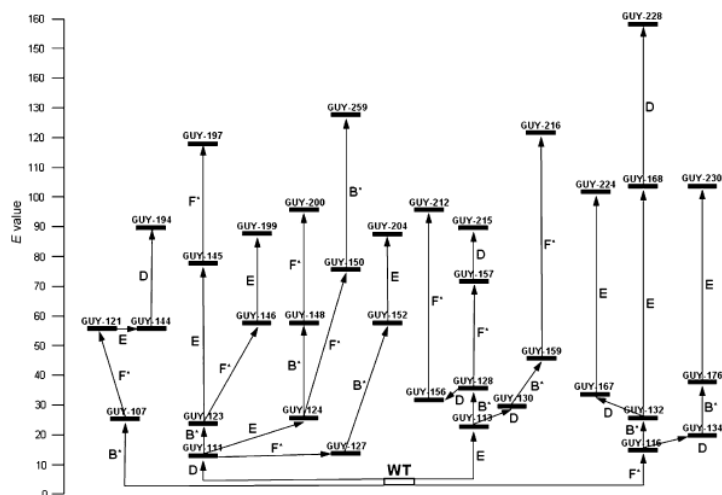 GUY-228
160
150
140
130
120
110
100
90
80
70
60
50
40
30
20
10
0
E value
D
GUY-259
GUY-216
GUY-197
GUY-168
GUY-230
GUY-224
GUY-200
GUY-212
B*
F*
GUY-194
GUY-199
GUY-204
GUY-215
F*
D
GUY-145
GUY-150
GUY-157
D
E
F*
E
F*
E
E
E
GUY-121
GUY-144
GUY-146
GUY-148
GUY-152
E
F*
F*
E
F*
B*
F*
B*
F*
GUY-159
GUY-176
GUY-128
GUY-156
D
B*
GUY-167
GUY-130
B*
D
GUY-107
GUY-123
GUY-124
GUY-113
D
GUY-132
B*
B*
B*
E
GUY-134
D
GUY-111
F*
GUY-127
GUY-116
B*
D
WT
E
F*